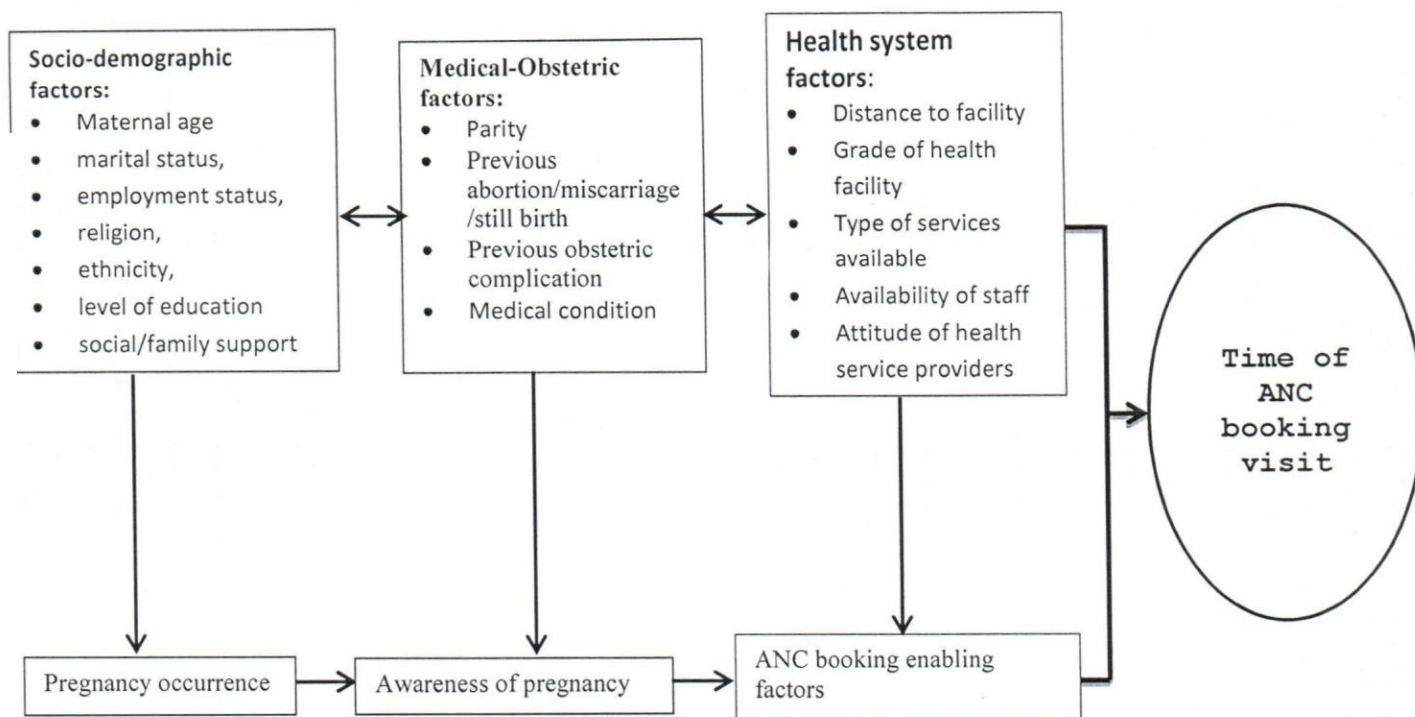 Socio-demographic
factors:
• Maternal age
• marital status,
• employment status,
• religion,
• ethnicity,
• level of education
• social/family support
Medical-Obstetric
factors:
• Parity
• Previous
abortion/miscarriage
/still birth
• Previous obstetric
complication
• Medical condition
Health system
factors:
• Distance to facility
• Grade of health
facility
• Type of services
available
• Availability of staff
• Attitude of health
service providers
Time of
ANC
booking
visit
Pregnancy occurrence
Awareness of pregnancy
ANC booking enabling
factors